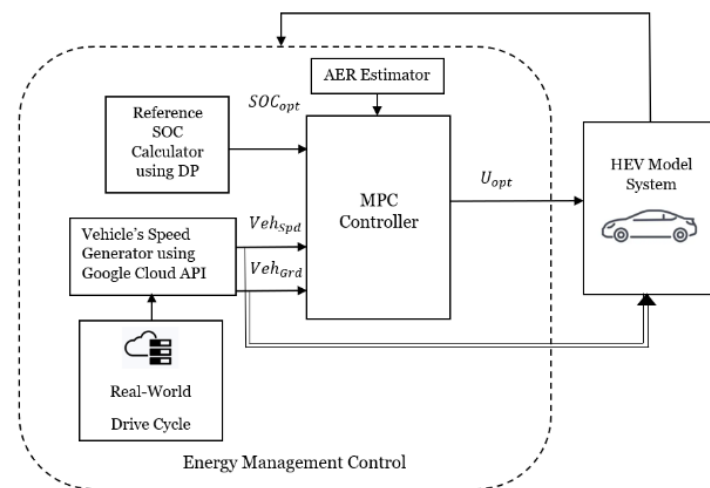 AER Estimator
Reference
SOC
Calculator
using DP
SOC_opt
MPC
Controller
U_opt
HEV Model
System
Vehicle's Speed
Generator using
Google Cloud API
Veh_Spd
Veh_Grd
Real-World
Drive Cycle
Energy Management Control